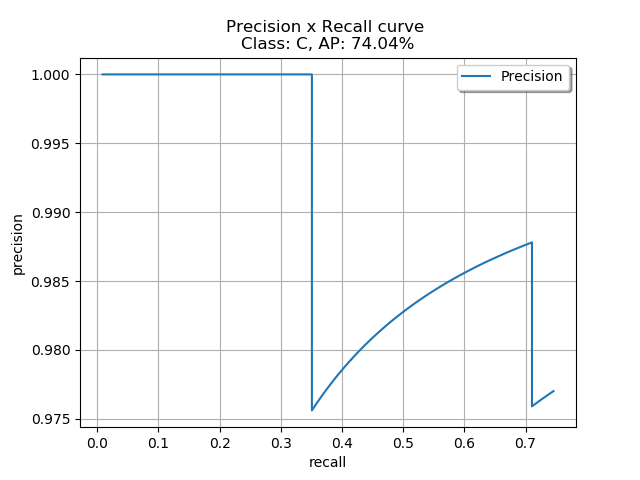 Precision x Recall curve
Class: C, AP: 74.04%
Precision
1.000
0.995
0.990
0.985
0.980
0.975
precision
0.0 0.1 0.2 0.3 0.4 0.5 0.6 0.7
recall